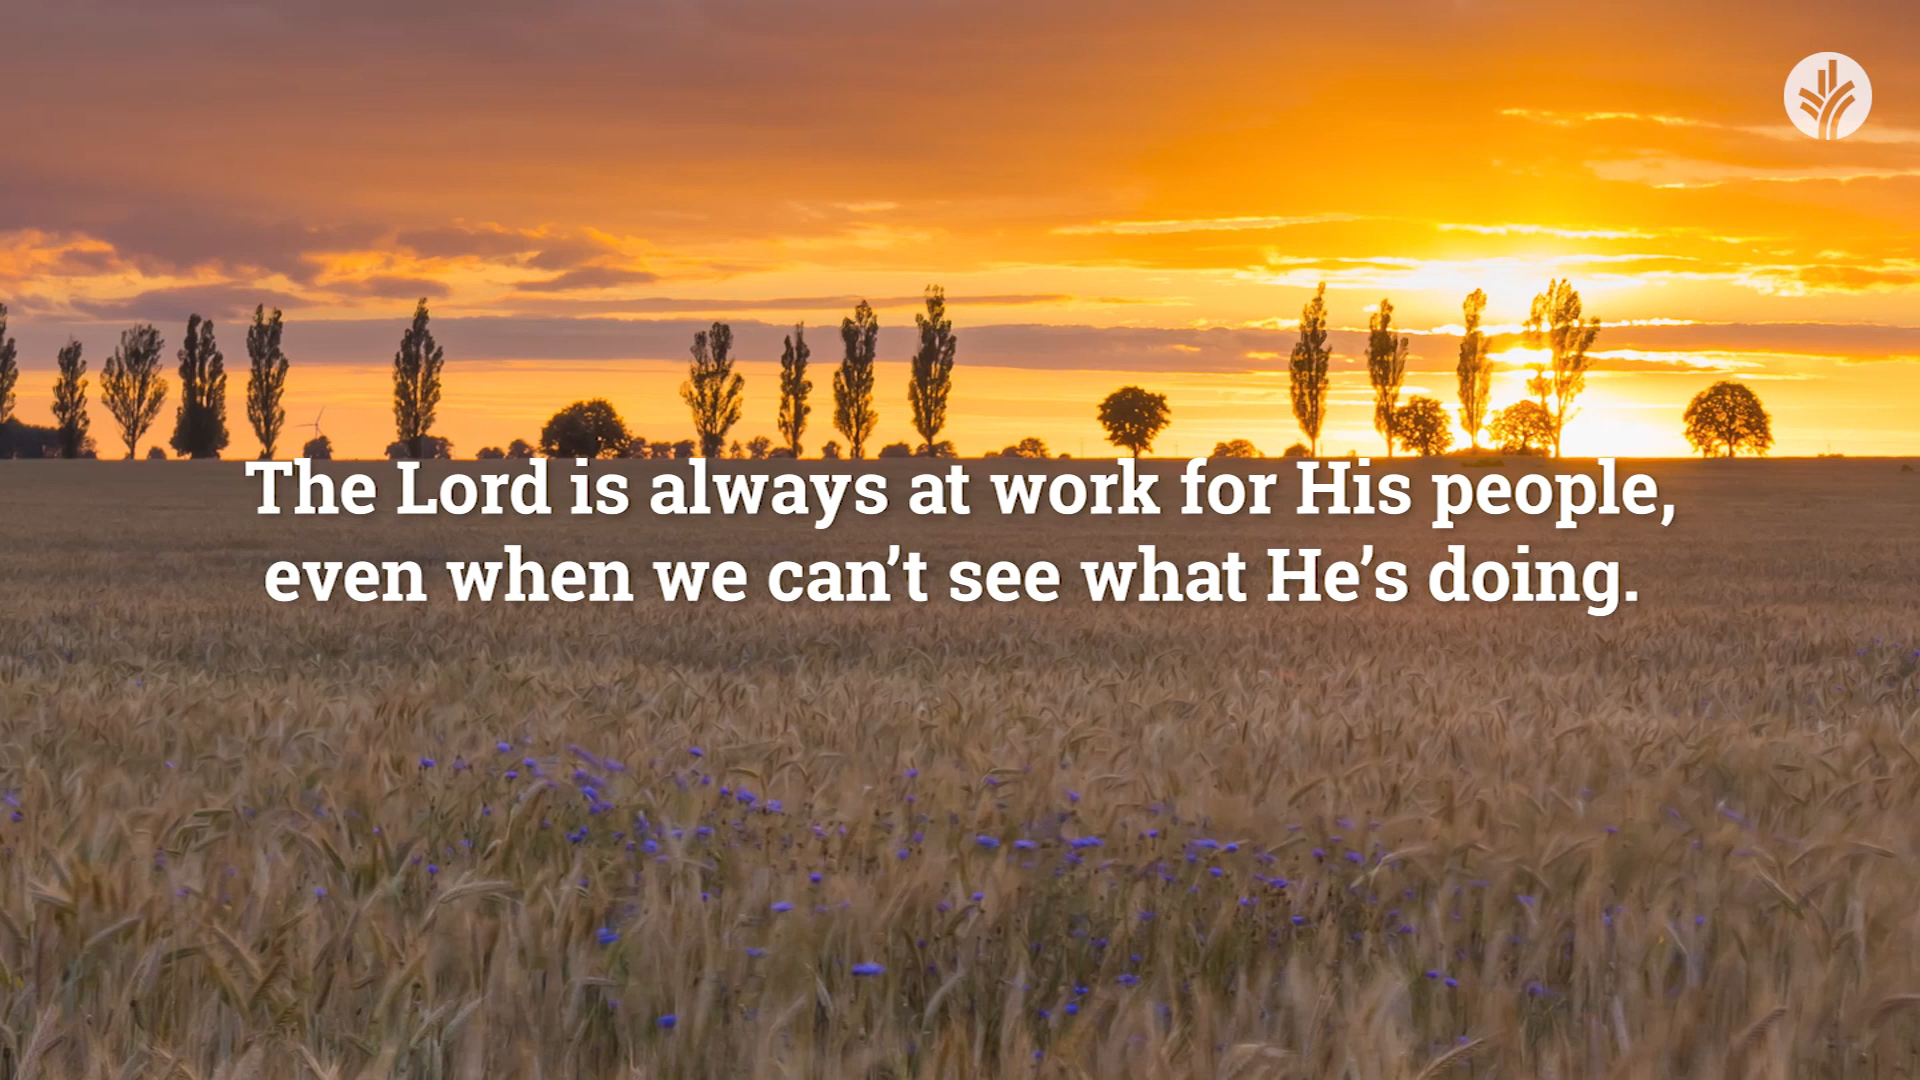 The Lord is always at work for His people,
even when we can’t see what He’s doing.